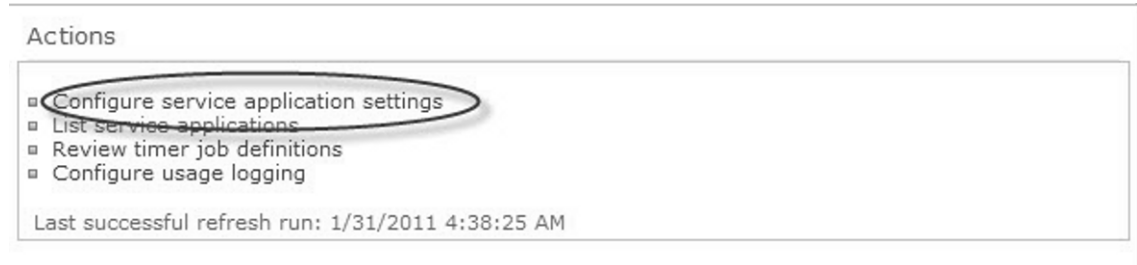 Actions
Configure service application settings
List service applications
Review timer job definitions
Configure usage logging
Last successful refresh run: 1/31/2011 4:38:25 AM